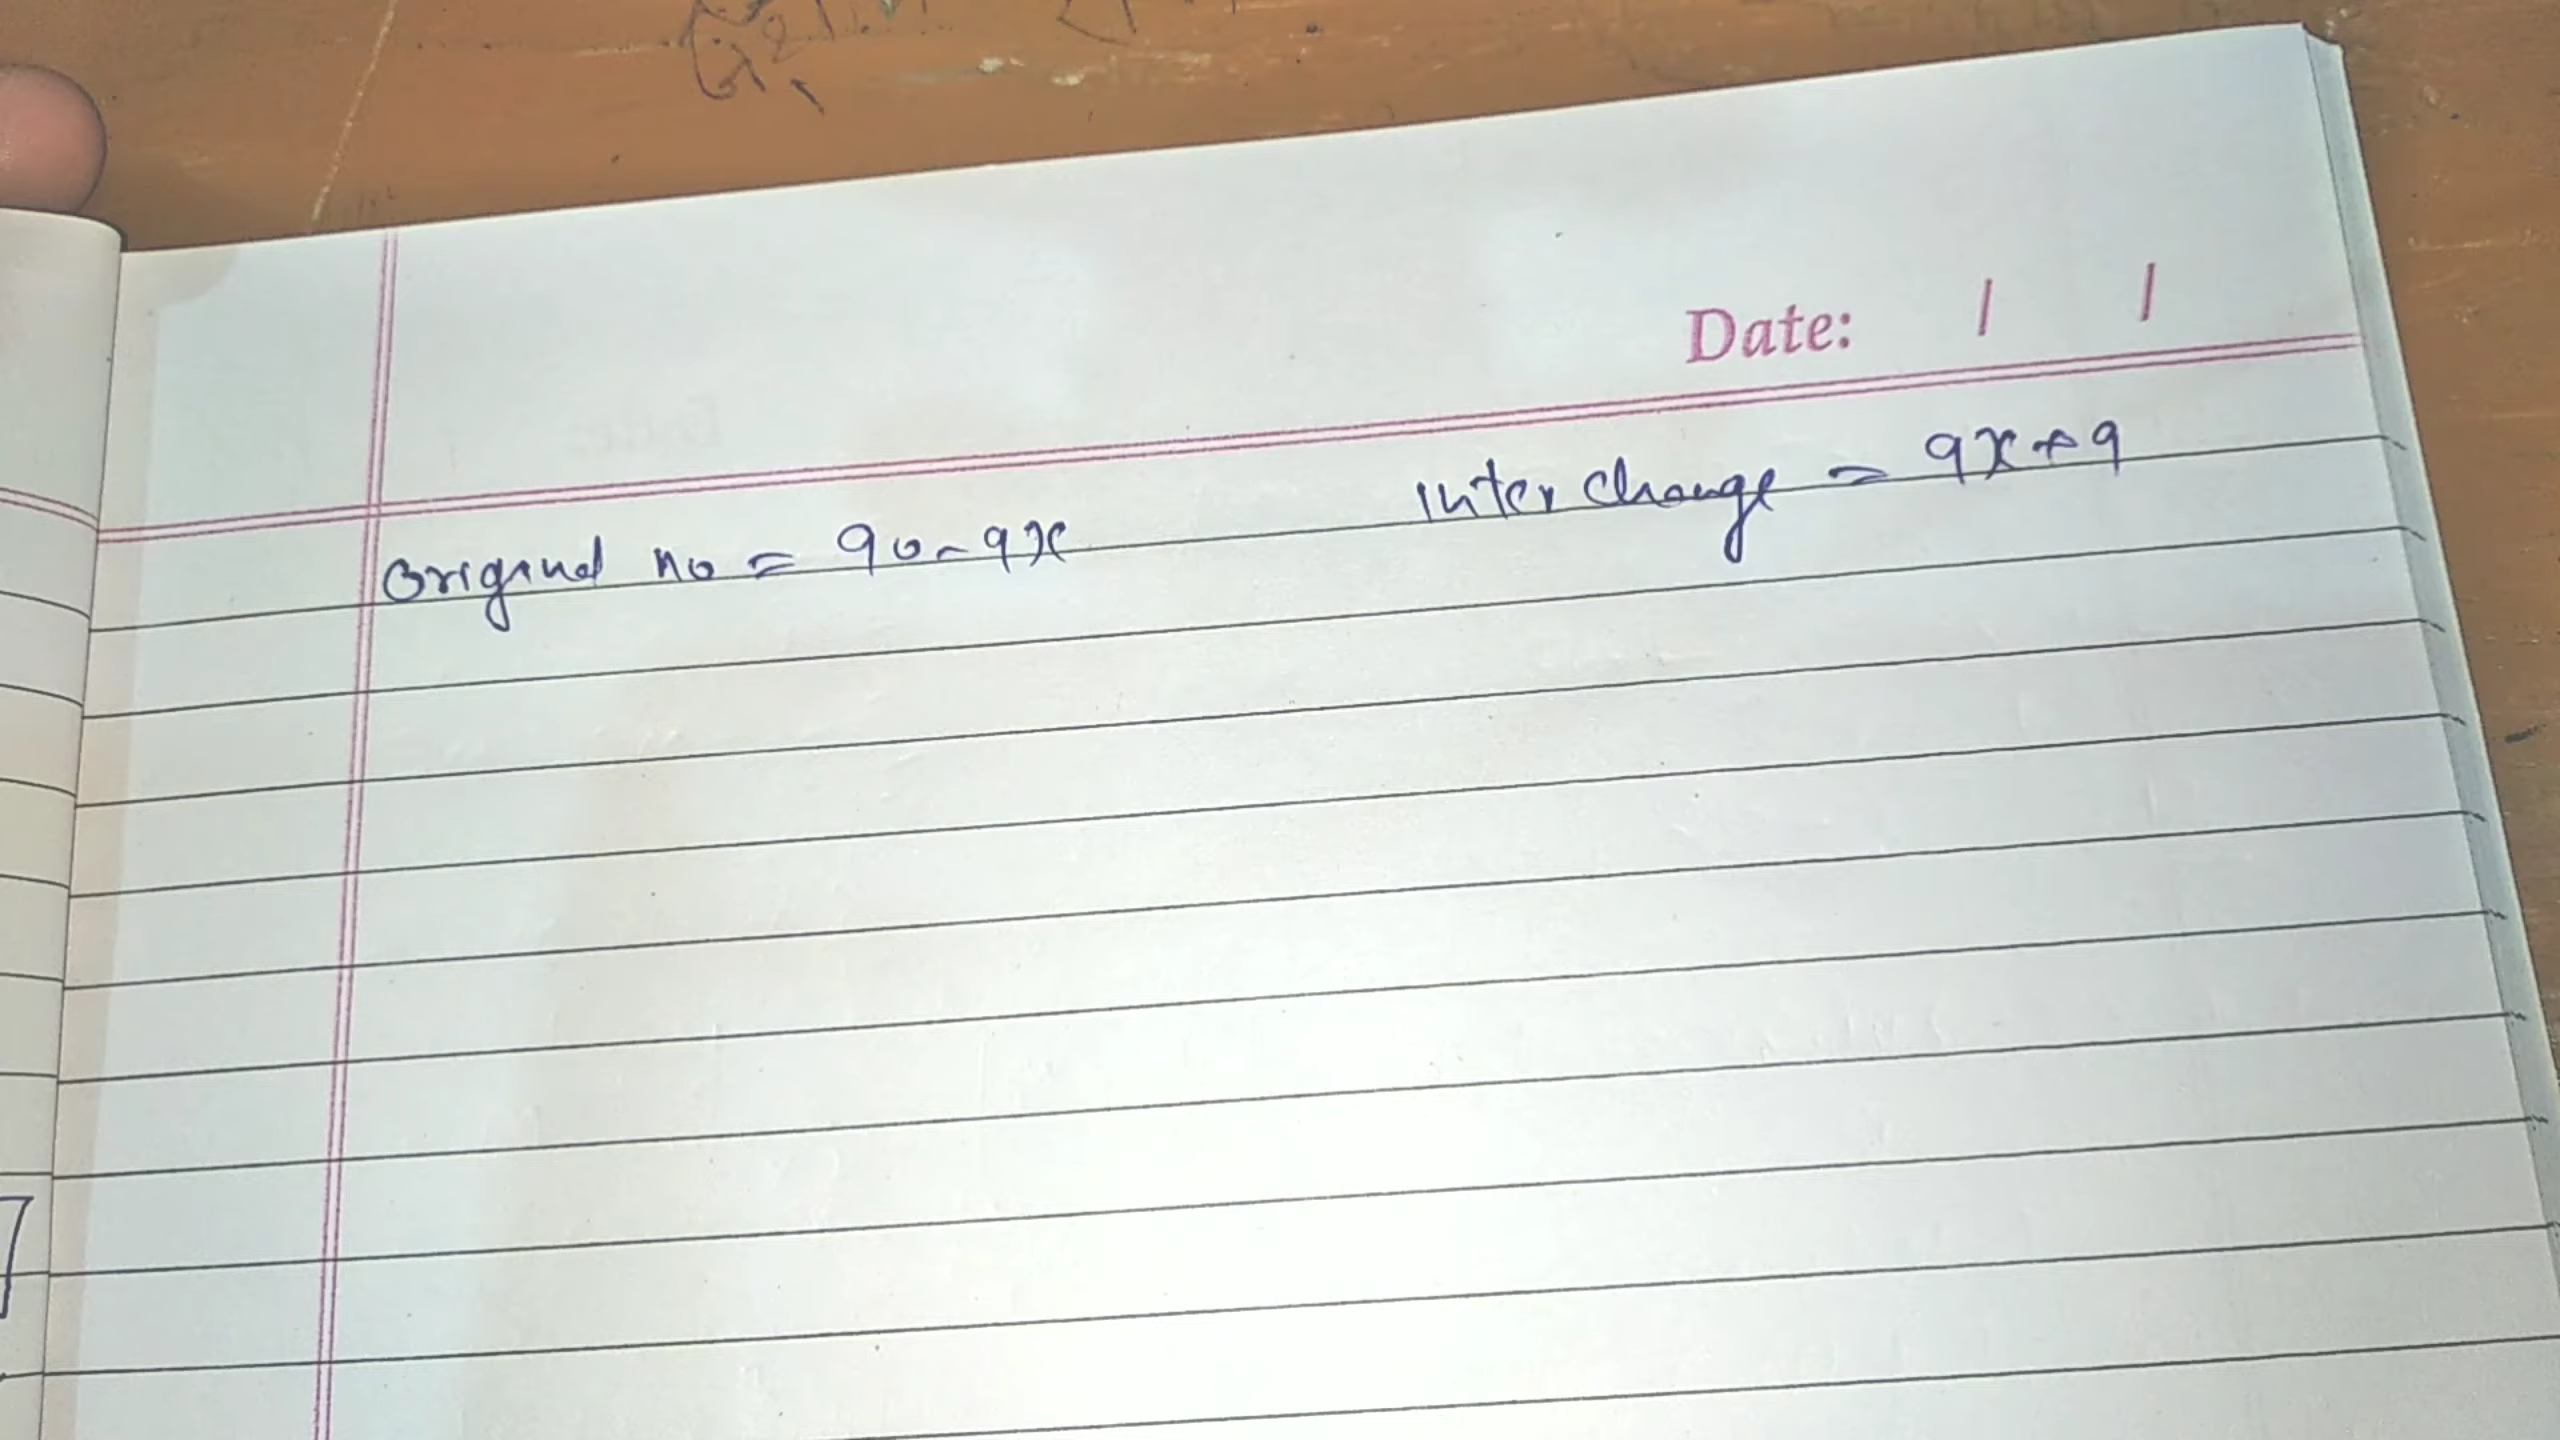 Date: / /
Original no = 90-9x Inter change = 9x+9